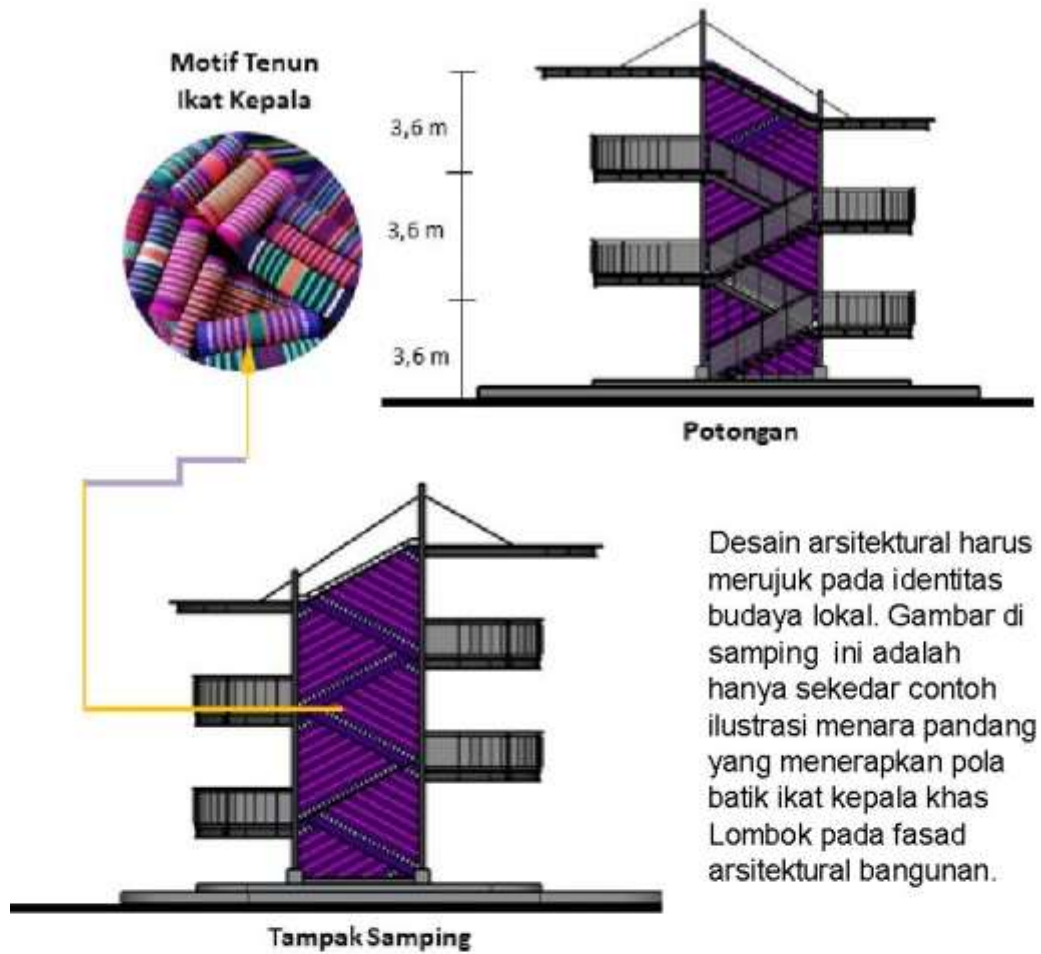 Motif Tenun
Ikat Kepala
3,6 m
3,6 m
3,6 m
Potongan
Desain arsitektural harus
merujuk pada identitas
budaya lokal. Gambar di
samping ini adalah
hanya sekedar contoh
ilustrasi menara pandang
yang menerapkan pola
batik ikat kepala khas
Lombok pada fasad
arsitektural bangunan.
Tampak Samping